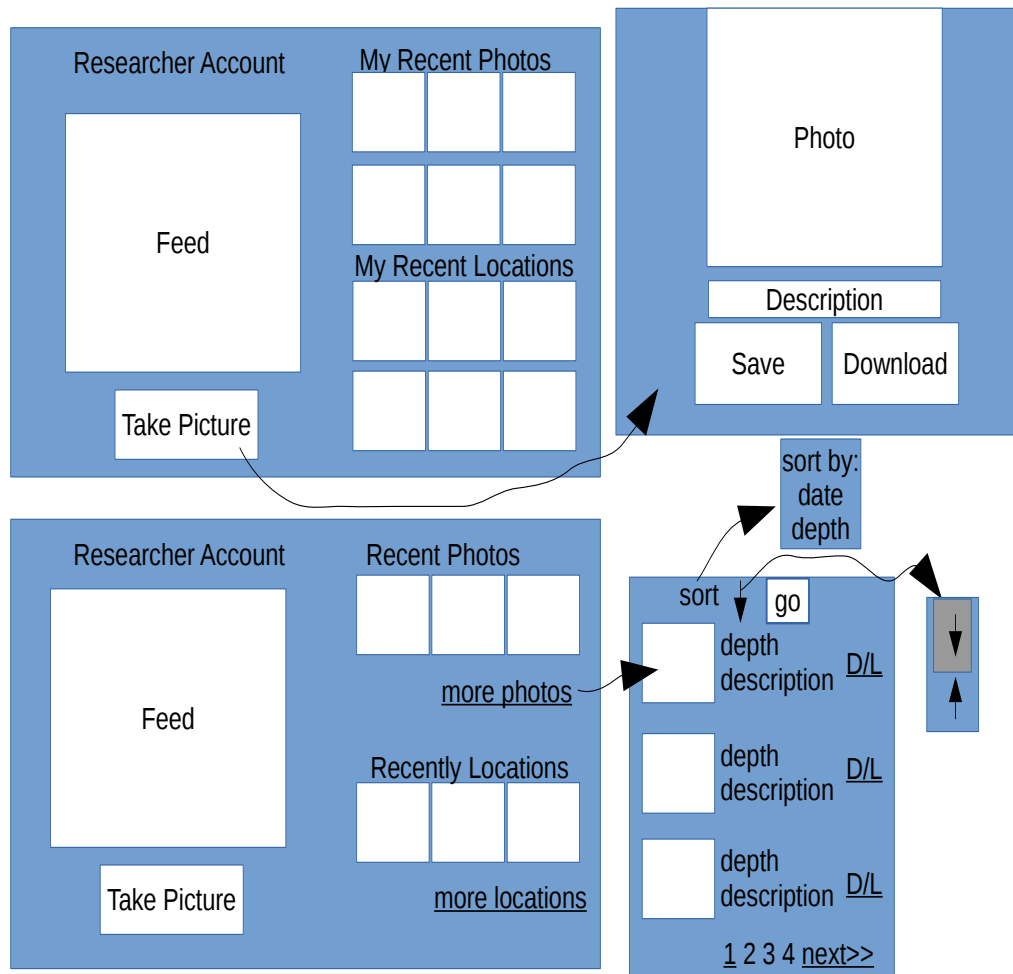 Researcher Account
My Recent Photos
Feed
My Recent Locations
Take Picture
Photo
Description
Save
Download
sort by:
date
depth
Researcher Account
Recent Photos
Feed
more photos
Recently Locations
Take Picture
more locations
sort
go
depth
description
D/L
depth
description
D/L
depth
description
D/L
1 2 3 4 next>>